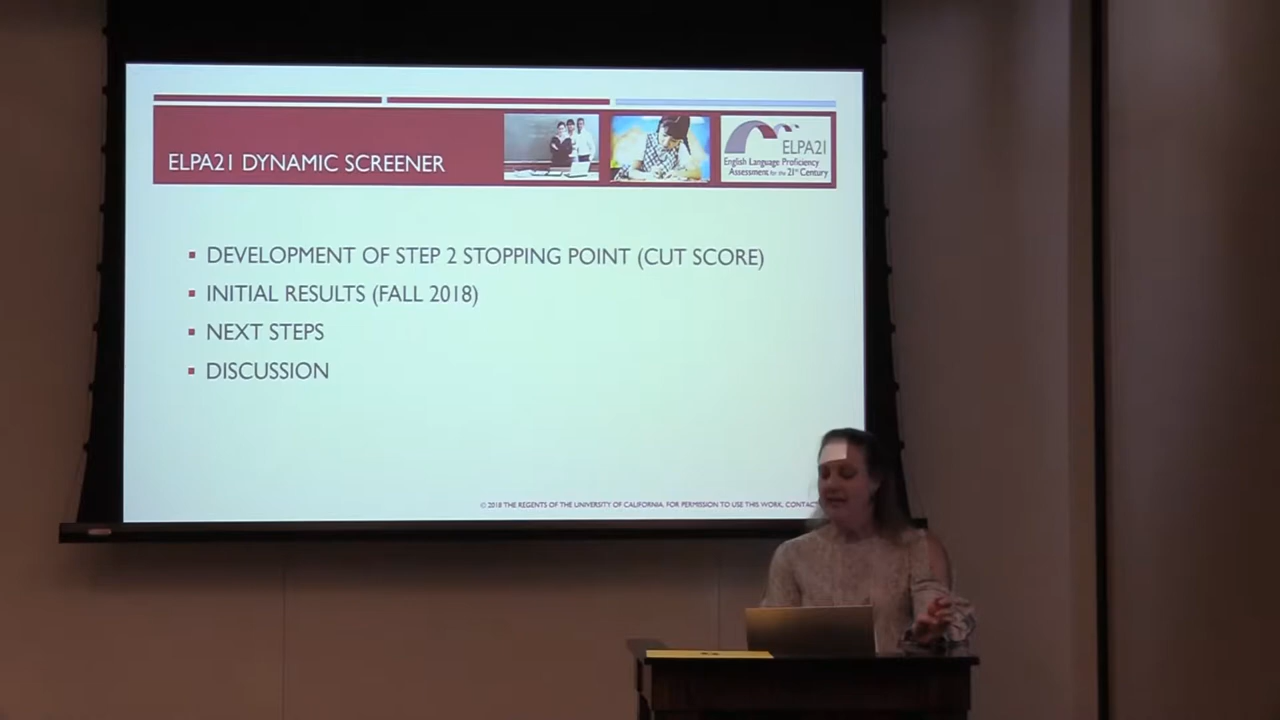 ELPA21 DYNAMIC SCREENER
ELPA21
English Language Proficiency
Assessment for the 21st Century
DEVELOPMENT OF STEP 2 STOPPING POINT (CUT SCORE)
INITIAL RESULTS (FALL 2018)
NEXT STEPS
DISCUSSION
© 2018 THE REGENTS OF THE UNIVERSITY OF CALIFORNIA. FOR PERMISSION TO USE THIS WORK, CONTACT